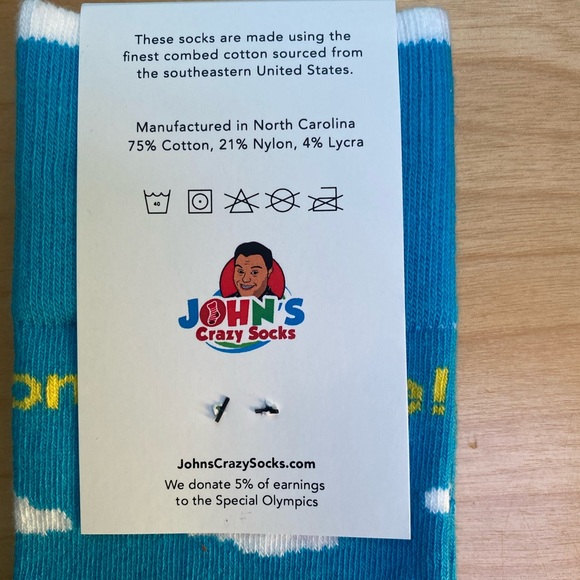 These socks are made using the
finest combed cotton sourced from
the southeastern United States.
Manufactured in North Carolina
75% Cotton, 21% Nylon, 4% Lycra
40
JOHN'S
Crazy Socks
on
!
JohnsCrazySocks.com
We donate 5% of earnings
to the Special Olympics